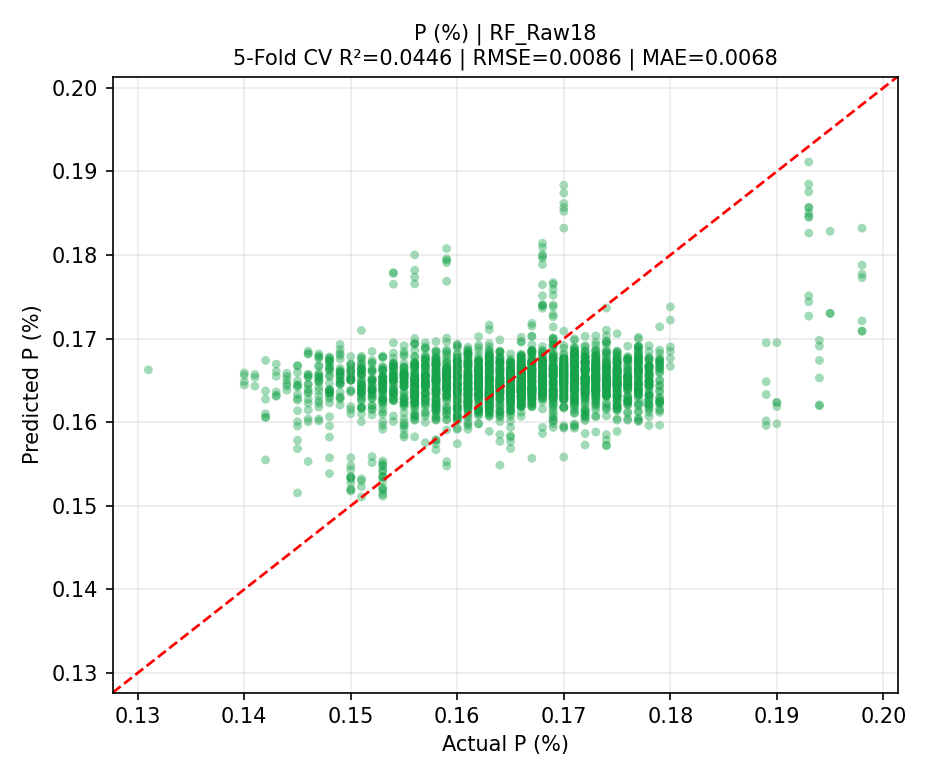 P (%) | RF_Raw18
5-Fold CV R²=0.0446 | RMSE=0.0086 | MAE=0.0068
0.20
0.19
0.18
0.17
0.16
0.15
0.14
0.13
Predicted P (%)
0.13 0.14 0.15 0.16 0.17 0.18 0.19 0.20
Actual P (%)